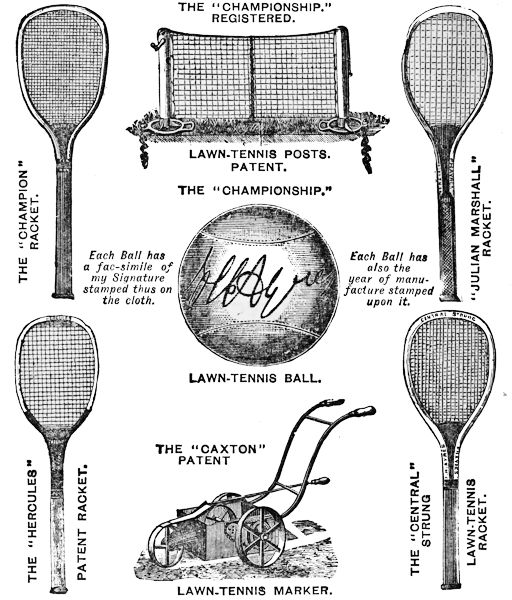 THE "CHAMPIONSHIP."
REGISTERED.
LAWN-TENNIS POSTS.
PATENT.
THE "CHAMPION"
RACKET.
"JULIAN MARSHALL"
RACKET.
THE "CHAMPIONSHIP."
Each Ball has
a fac-simile of
my Signature
stamped thus on
the cloth.
Each Ball has
also the
year of manu-
facture stamped
upon it.
LAWN-TENNIS BALL.
THE "HERCULES"
PATENT RACKET.
THE "CAXTON"
PATENT
LAWN-TENNIS MARKER.
CENTRAL STRUNG
THE "CENTRAL"
STRUNG
LAWN-TENNIS
RACKET.